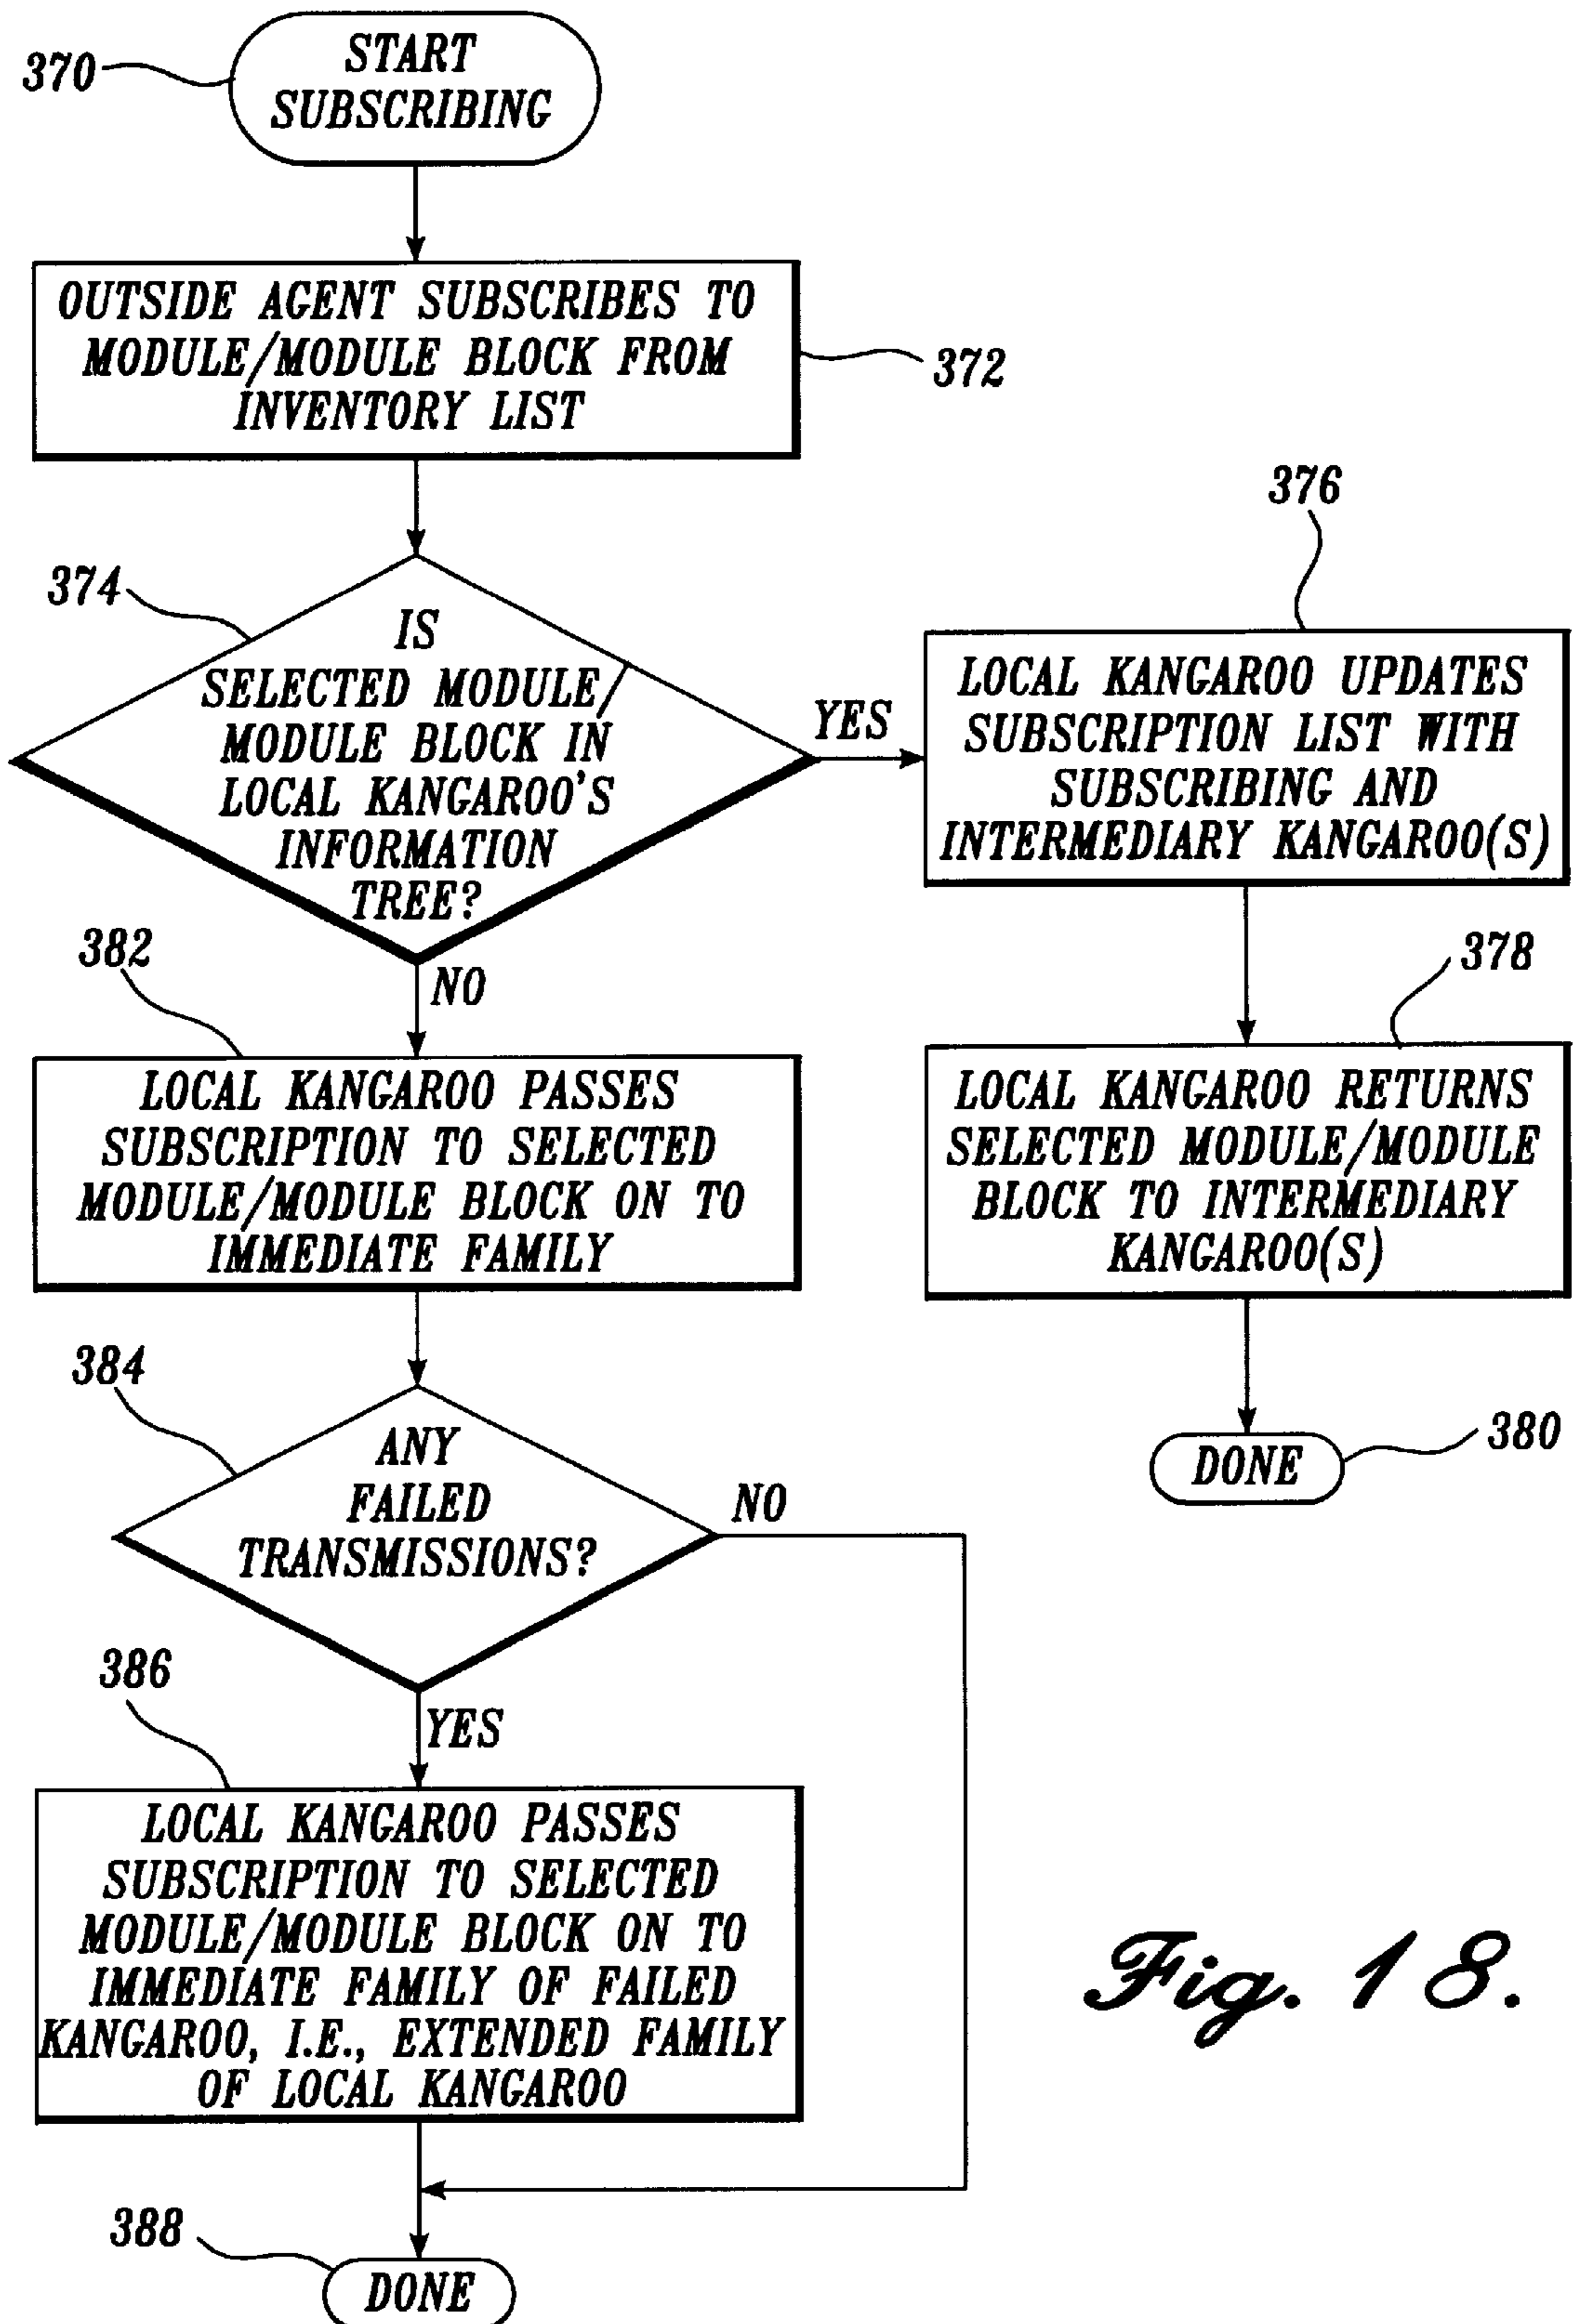 370
START
SUBSCRIBING
OUTSIDE AGENT SUBSCRIBES TO
MODULE/MODULE BLOCK FROM
INVENTORY LIST
372
374
IS
SELECTED MODULE/
MODULE BLOCK IN
LOCAL KANGAROO'S
INFORMATION
TREE?
YES
376
LOCAL KANGAROO UPDATES
SUBSCRIPTION LIST WITH
SUBSCRIBING AND
INTERMEDIARY KANGAROO(S)
378
LOCAL KANGAROO RETURNS
SELECTED MODULE/MODULE
BLOCK TO INTERMEDIARY
KANGAROO(S)
DONE
380
NO
382
LOCAL KANGAROO PASSES
SUBSCRIPTION TO SELECTED
MODULE/MODULE BLOCK ON TO
IMMEDIATE FAMILY
384
ANY
FAILED
TRANSMISSIONS?
NO
YES
386
LOCAL KANGAROO PASSES
SUBSCRIPTION TO SELECTED
MODULE/MODULE BLOCK ON TO
IMMEDIATE FAMILY OF FAILED
KANGAROO, I.E., EXTENDED FAMILY
OF LOCAL KANGAROO
388
DONE
Fig. 18.